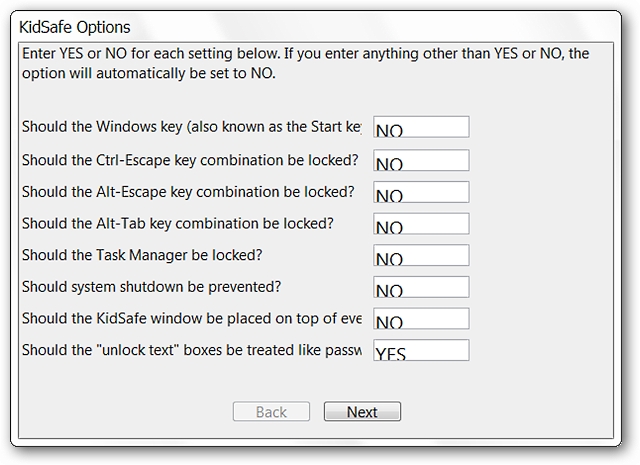 KidSafe Options
Enter YES or NO for each setting below. If you enter anything other than YES or NO, the
option will automatically be set to NO.
Should the Windows key (also known as the Start key NO
Should the Ctrl-Escape key combination be locked? NO
Should the Alt-Escape key combination be locked? NO
Should the Alt-Tab key combination be locked? NO
Should the Task Manager be locked? NO
Should system shutdown be prevented? NO
Should the KidSafe window be placed on top of eve NO
Should the "unlock text" boxes be treated like passw YES
Back Next